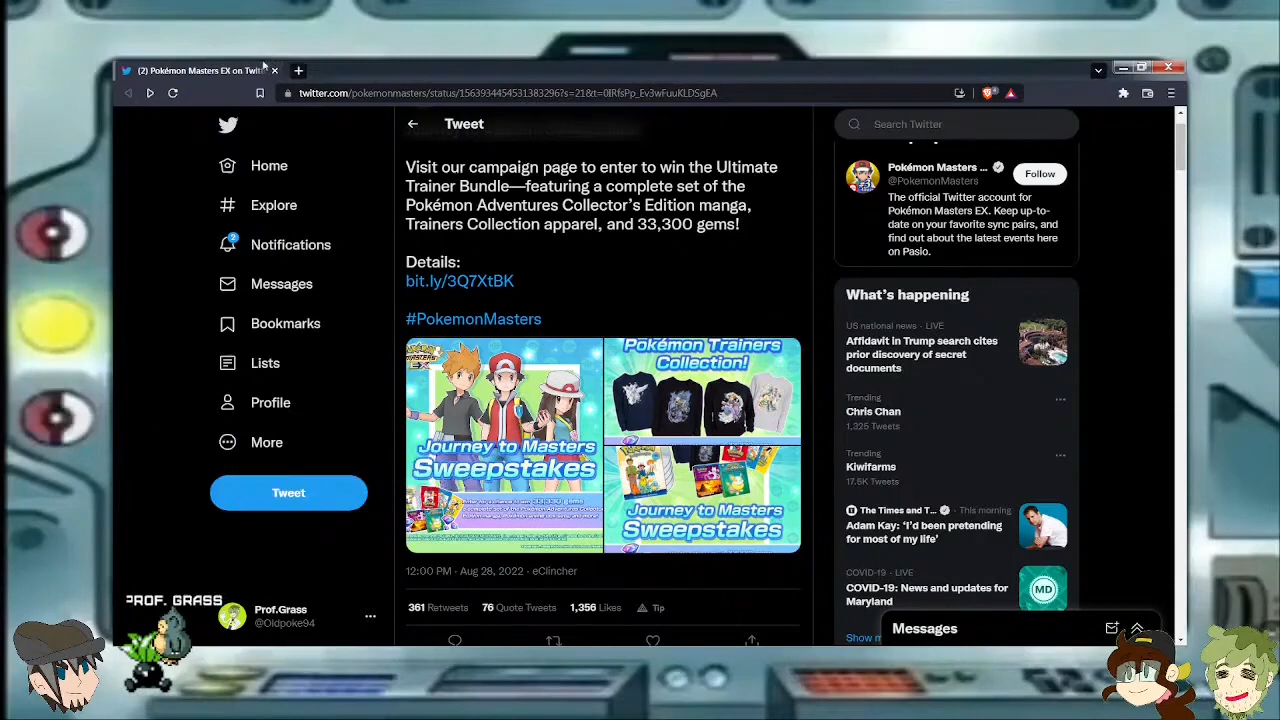 (2) Pokémon Masters EX on Twitt
twitter.com/pokemonmasters/status/1563934454531383296?s=21&t=0IRfsPp_Ev3wFuuKLDSgEA
Home
Explore
2
Notifications
Messages
Bookmarks
Lists
Profile
More
Tweet
PROF. GRASS
Prof.Grass
@Oldpoke94
Tweet
Visit our campaign page to enter to win the Ultimate
Trainer Bundle—featuring a complete set of the
Pokémon Adventures Collector's Edition manga,
Trainers Collection apparel, and 33,300 gems!
Details:
bit.ly/3Q7XtBK
#PokemonMasters
Journey to Masters
Sweepstakes
Pokémon Trainers
Collection!
Journey to Masters
Sweepstakes
12:00 PM · Aug 28, 2022 · eClincher
361 Retweets 76 Quote Tweets 1,356 Likes Tip
Search Twitter
Pokémon Masters ...
@PokemonMasters
Follow
The official Twitter account for
Pokémon Masters EX. Keep up-to-
date on your favorite sync pairs, and
find out about the latest events here
on Pasio.
What's happening
US national news · LIVE
Affidavit in Trump search cites
prior discovery of secret
documents
Trending
Chris Chan
1,325 Tweets
Trending
Kiwifarms
17.6K Tweets
The Times and T... · This morning
Adam Kay: 'I'd been pretending
for most of my life'
COVID-19 · LIVE
COVID-19: News and updates for
Maryland
MD
Show m
Messages